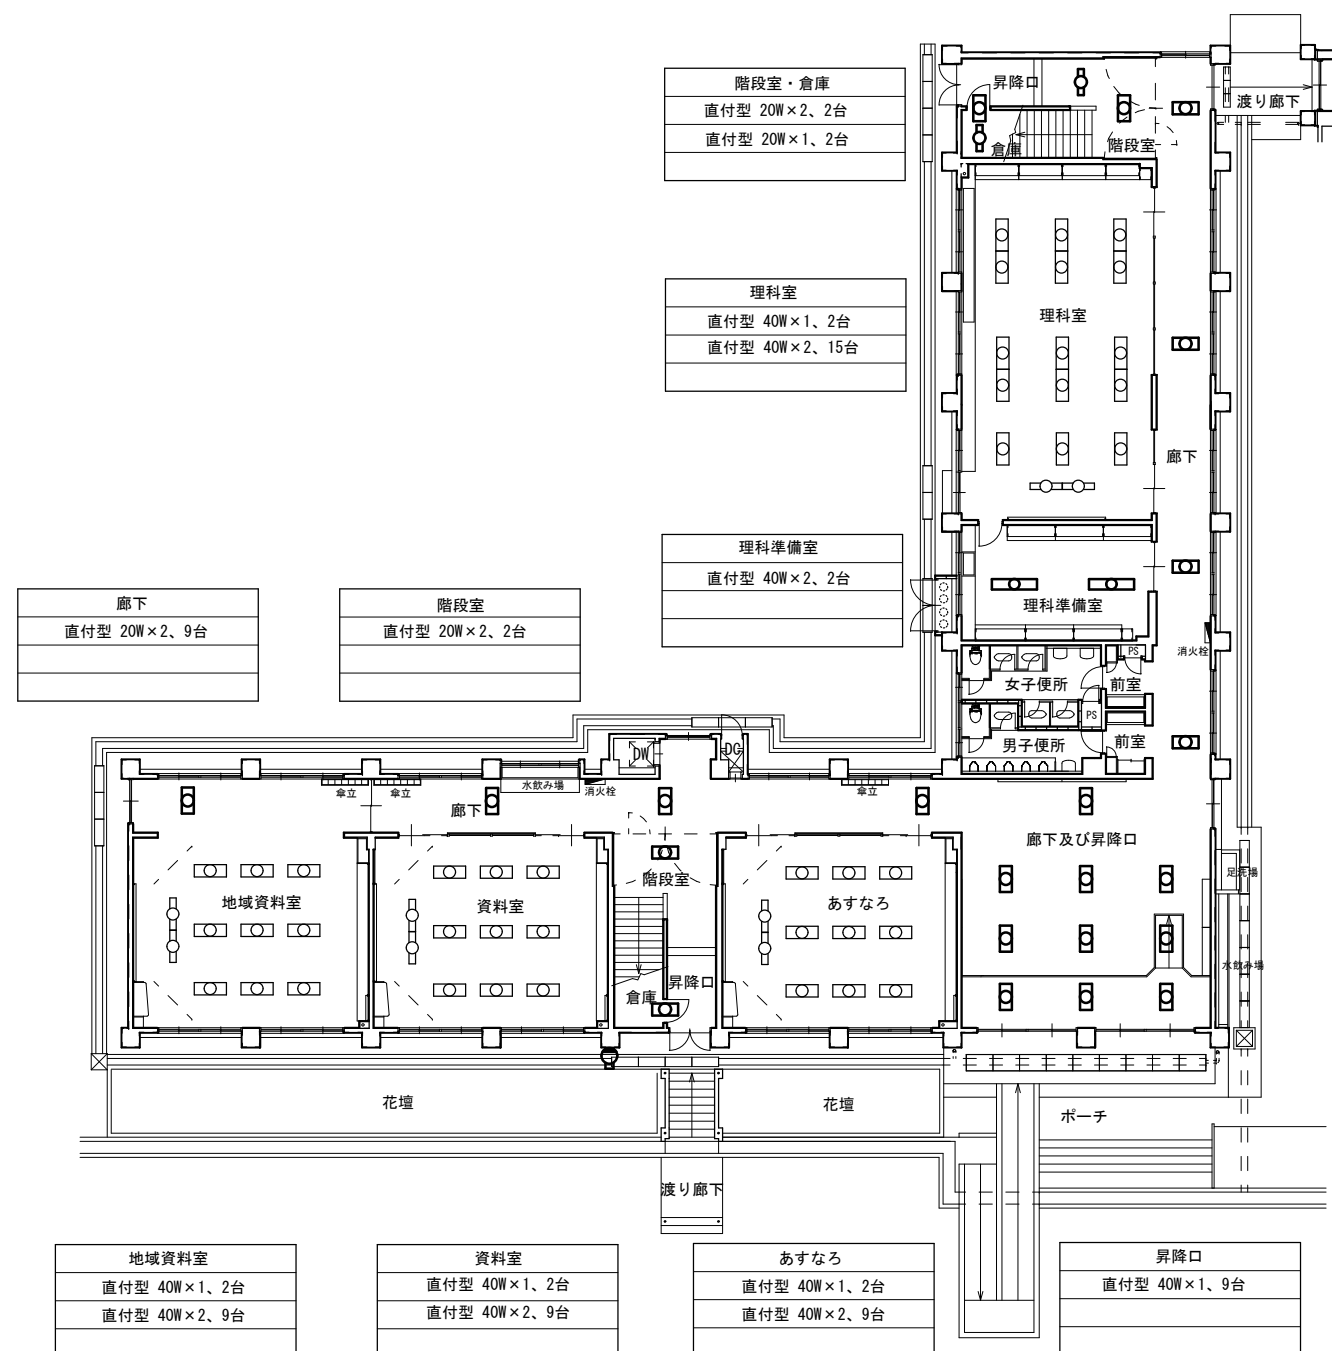 階段室・倉庫
直付型 20W×2、2台
直付型 20W×1、2台
昇降口
渡り廊下
倉庫
階段室
理科室
直付型 40W×1、2台
直付型 40W×2、15台
理科室
廊下
理科準備室
直付型 40W×2、2台
理科準備室
廊下
直付型 20W×2、9台
階段室
直付型 20W×2、2台
PS
消火栓
女子便所
前室
PS
男子便所
前室
DW
DC
傘立
傘立
水飲み場
消火栓
傘立
廊下
廊下及び昇降口
階段室
足洗場
地域資料室
資料室
あすなろ
水飲み場
昇降口
倉庫
花壇
花壇
ポーチ
渡り廊下
地域資料室
直付型 40W×1、2台
直付型 40W×2、9台
資料室
直付型 40W×1、2台
直付型 40W×2、9台
あすなろ
直付型 40W×1、2台
直付型 40W×2、9台
昇降口
直付型 40W×1、9台